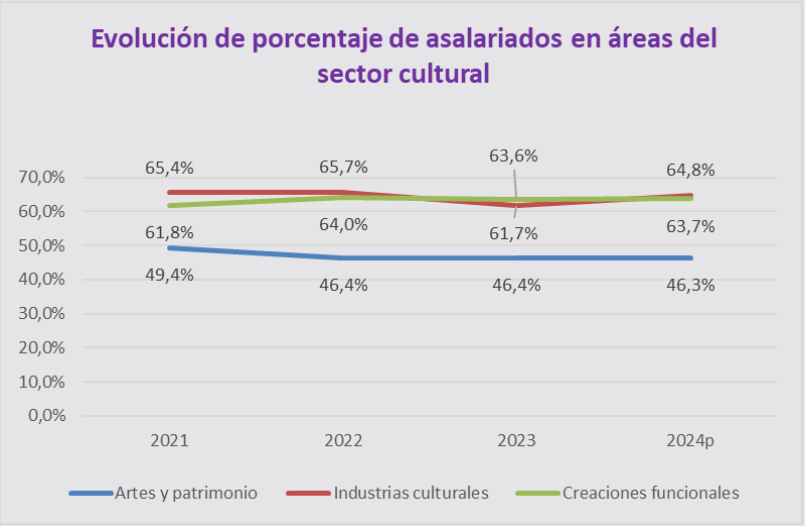 Evolución de porcentaje de asalariados en áreas del
sector cultural
63,6%
65,4% 65,7% 64,8%
70,0%
60,0%
61,8% 64,0% 61,7% 63,7%
50,0%
49,4% 46,4% 46,4% 46,3%
40,0%
30,0%
20,0%
10,0%
0,0%
2021 2022 2023 2024p
Artes y patrimonio Industrias culturales Creaciones funcionales